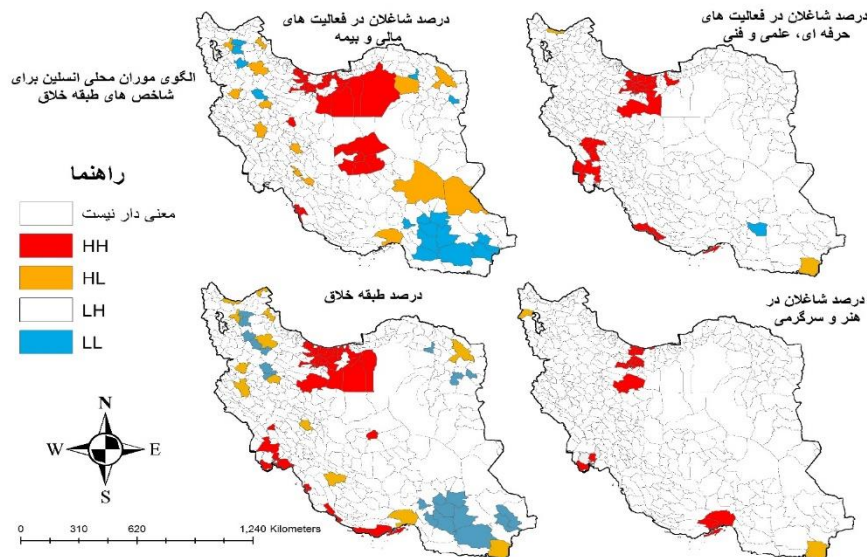 درصد شاغلان در فعالیت های
حرفه ای، علمی و فنی
درصد شاغلان در فعالیت های
مالی و بیمه
الگوی موران محلی انسلین برای
شاخص های طبقه خلاق
راهنما
معنی دار نیست
HH
HL
LH
LL
درصد شاغلان در
هنر و سرگرمی
درصد طبقه خلاق
N
W
E
S
0 310 620 1,240 Kilometers